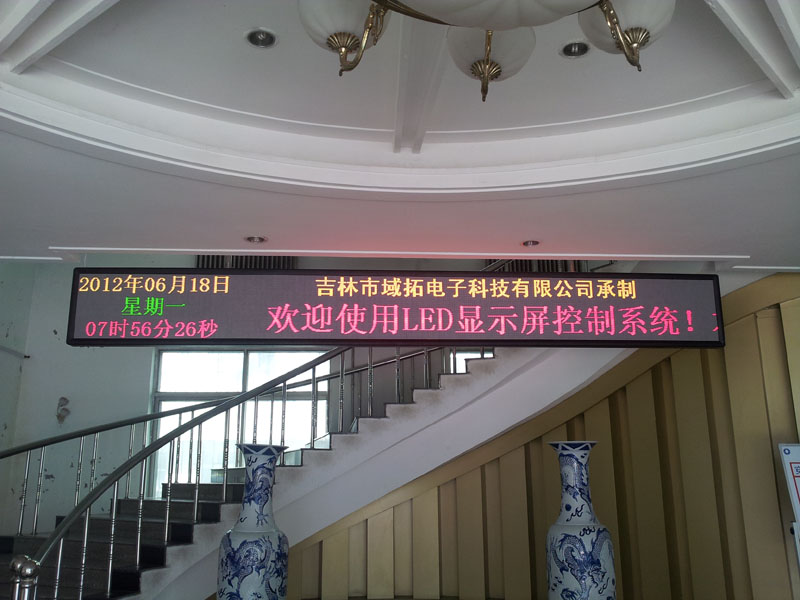 2012年06月18日
星期一
07时56分26秒
吉林市域拓电子科技有限公司承制
欢迎使用LED显示屏控制系统！